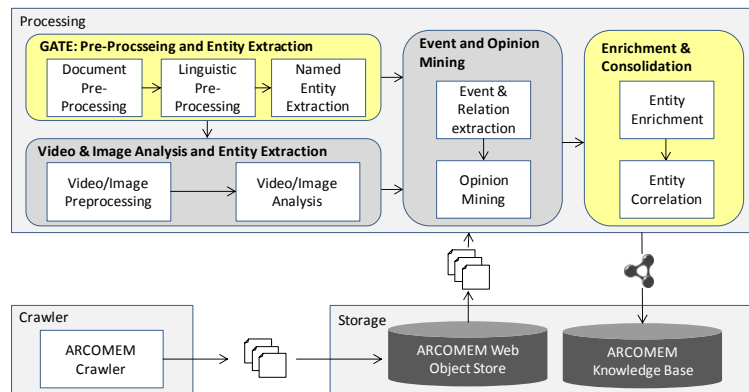 Processing
GATE: Pre-Procsseing and Entity Extraction
Document
Pre-
Processing
Linguistic
Pre-
Processing
Named
Entity
Extraction
Video & Image Analysis and Entity Extraction
Video/Image
Preprocessing
Video/Image
Analysis
Event and Opinion
Mining
Event &
Relation
extraction
Opinion
Mining
Enrichment &
Consolidation
Entity
Enrichment
Entity
Correlation
Crawler
ARCOMEM
Crawler
Storage
ARCOMEM Web
Object Store
ARCOMEM
Knowledge Base